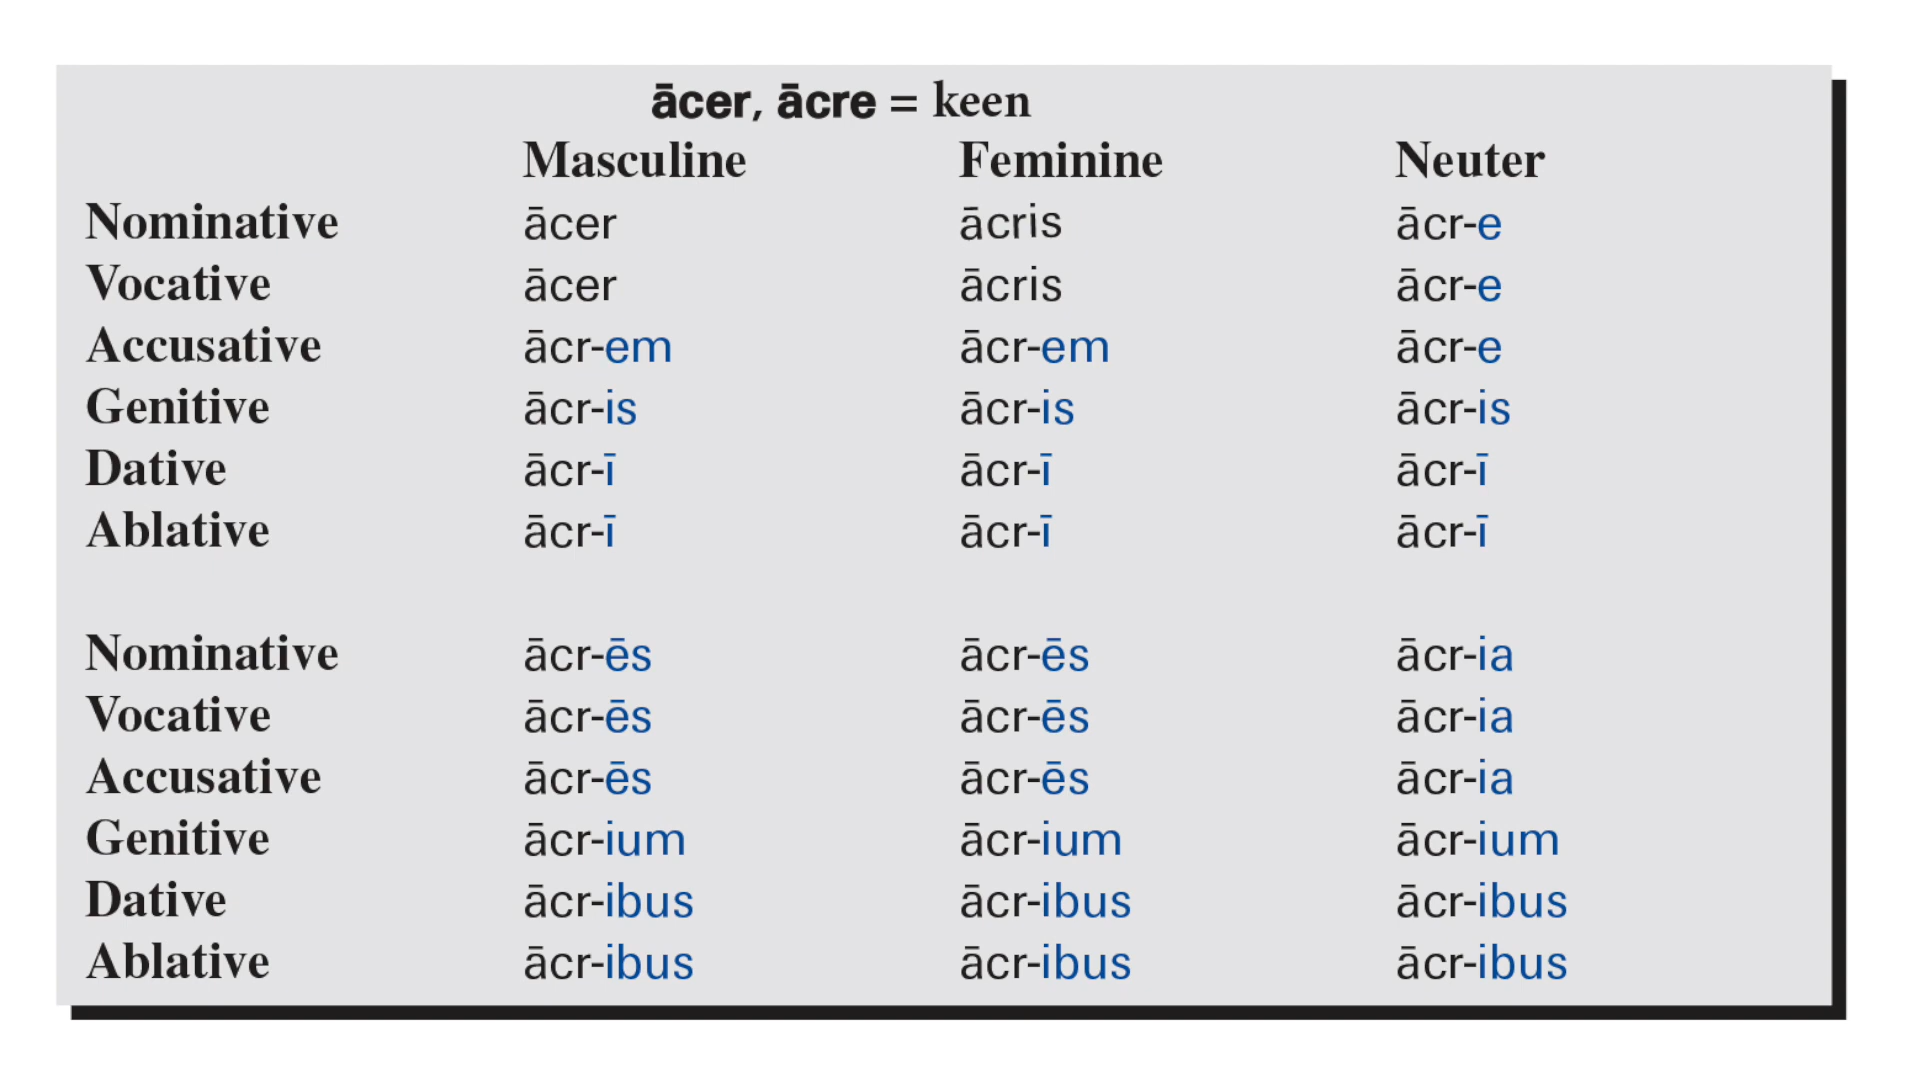 ācer, ācre = keen
Masculine Feminine Neuter
Nominative ācer ācris ācr-e
Vocative ācer ācris ācr-e
Accusative ācr-em ācr-em ācr-e
Genitive ācr-is ācr-is ācr-is
Dative ācr-ī ācr-ī ācr-ī
Ablative ācr-ī ācr-ī ācr-ī
Nominative ācr-ēs ācr-ēs ācr-ia
Vocative ācr-ēs ācr-ēs ācr-ia
Accusative ācr-ēs ācr-ēs ācr-ia
Genitive ācr-ium ācr-ium ācr-ium
Dative ācr-ibus ācr-ibus ācr-ibus
Ablative ācr-ibus ācr-ibus ācr-ibus